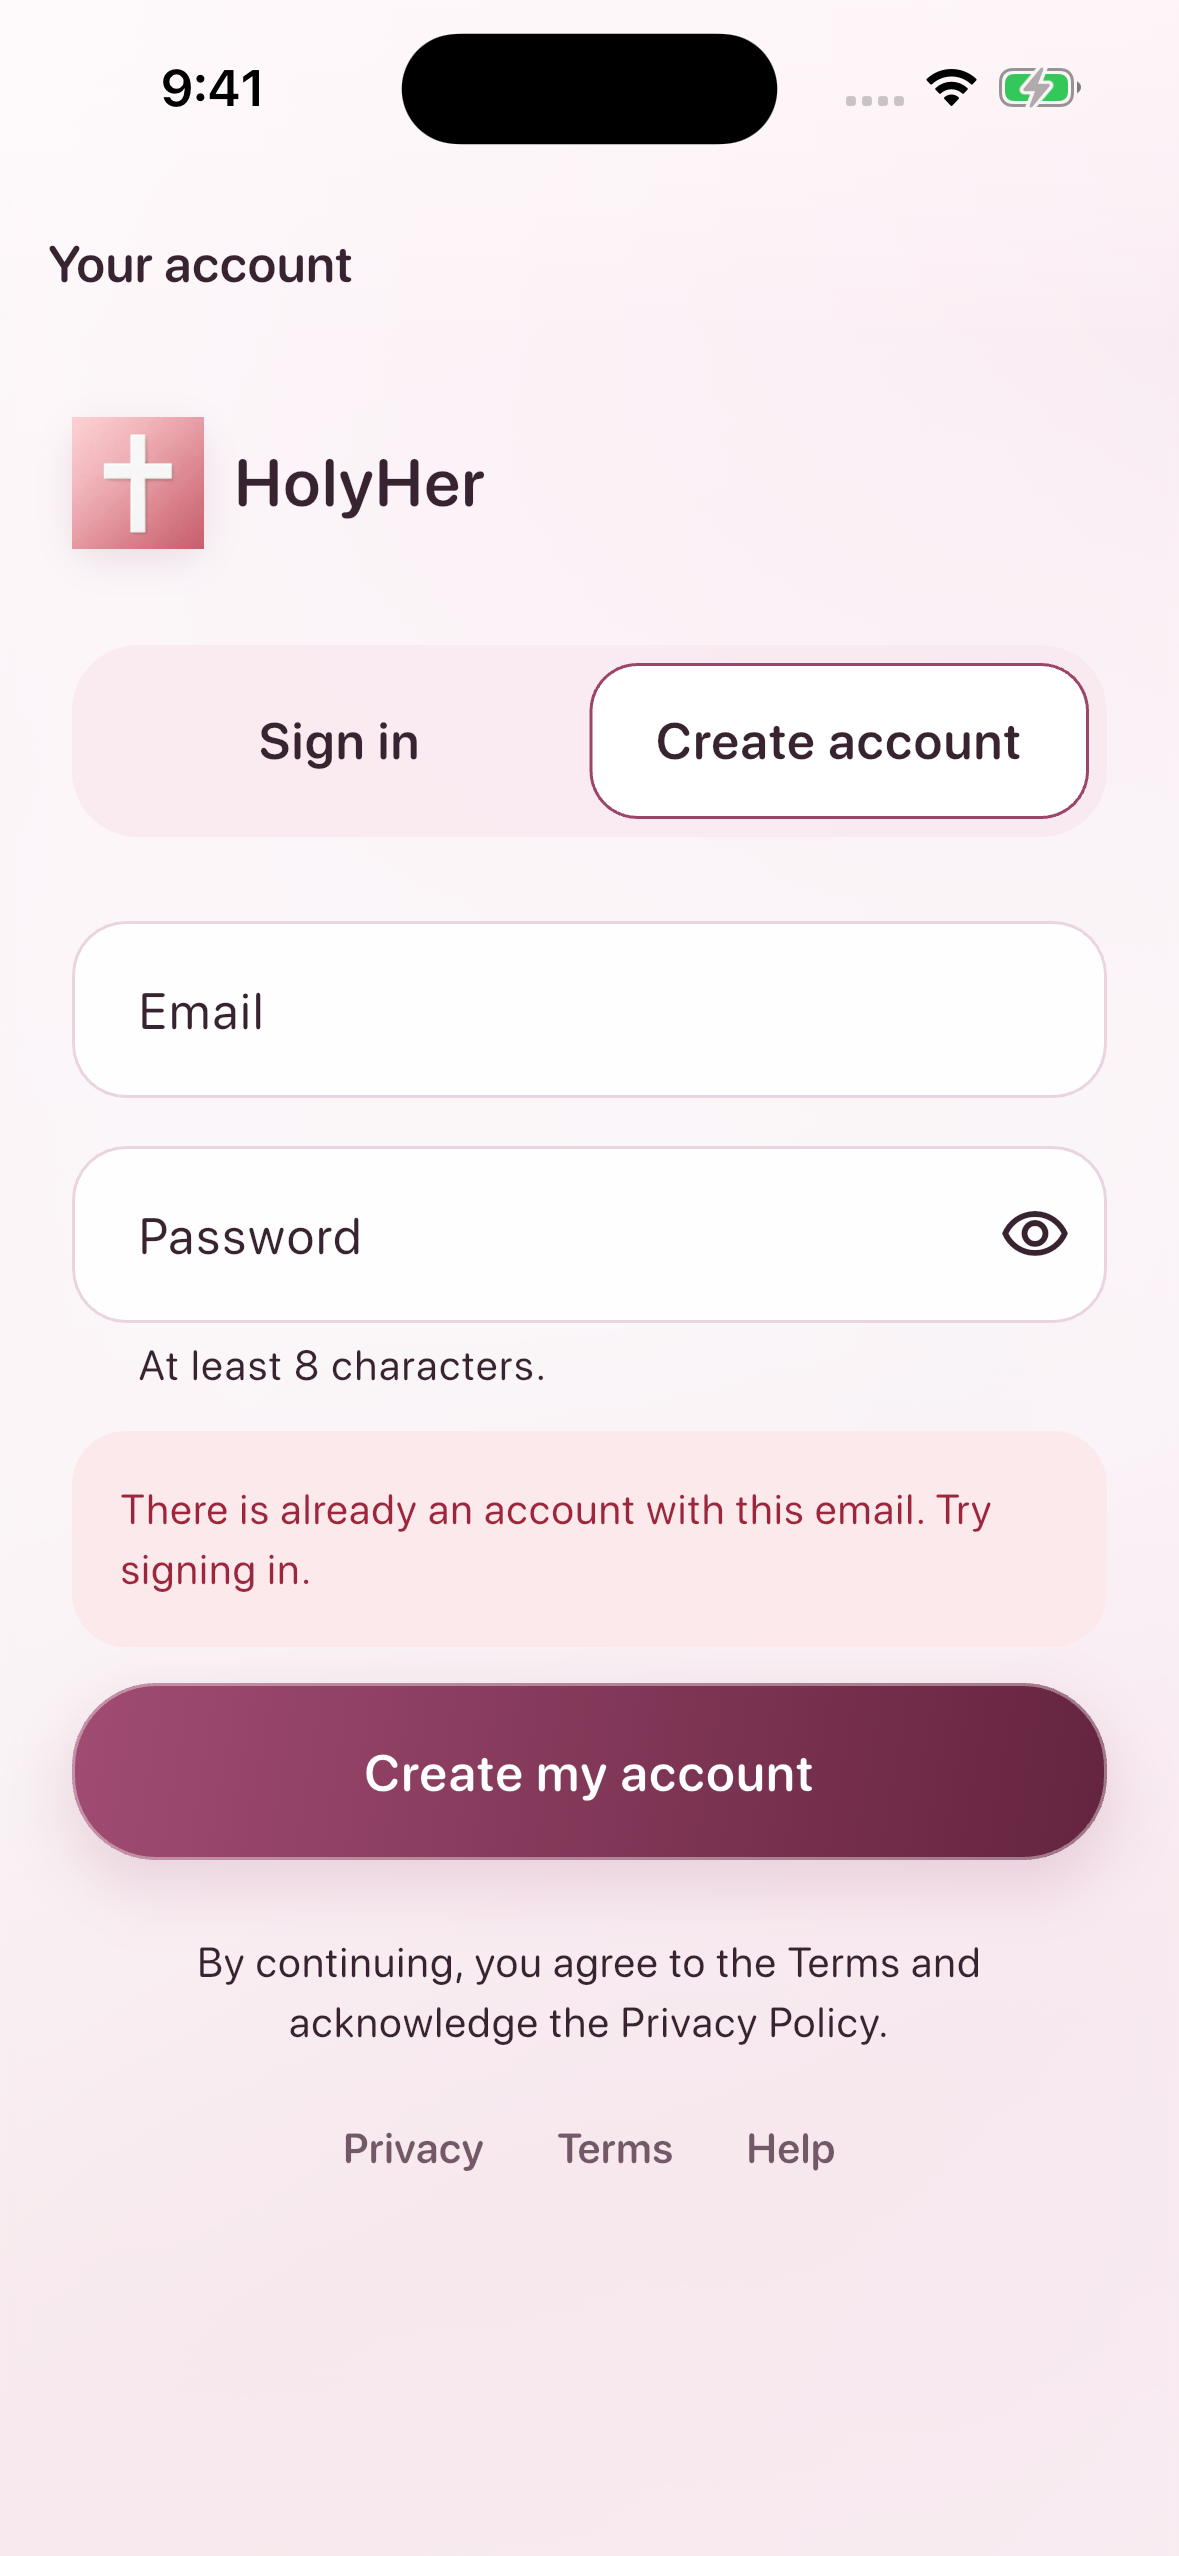 9:41
Your account
HolyHer
Sign in
Create account
Email
Password
At least 8 characters.
There is already an account with this email. Try
signing in.
Create my account
By continuing, you agree to the Terms and
acknowledge the Privacy Policy.
Privacy Terms Help